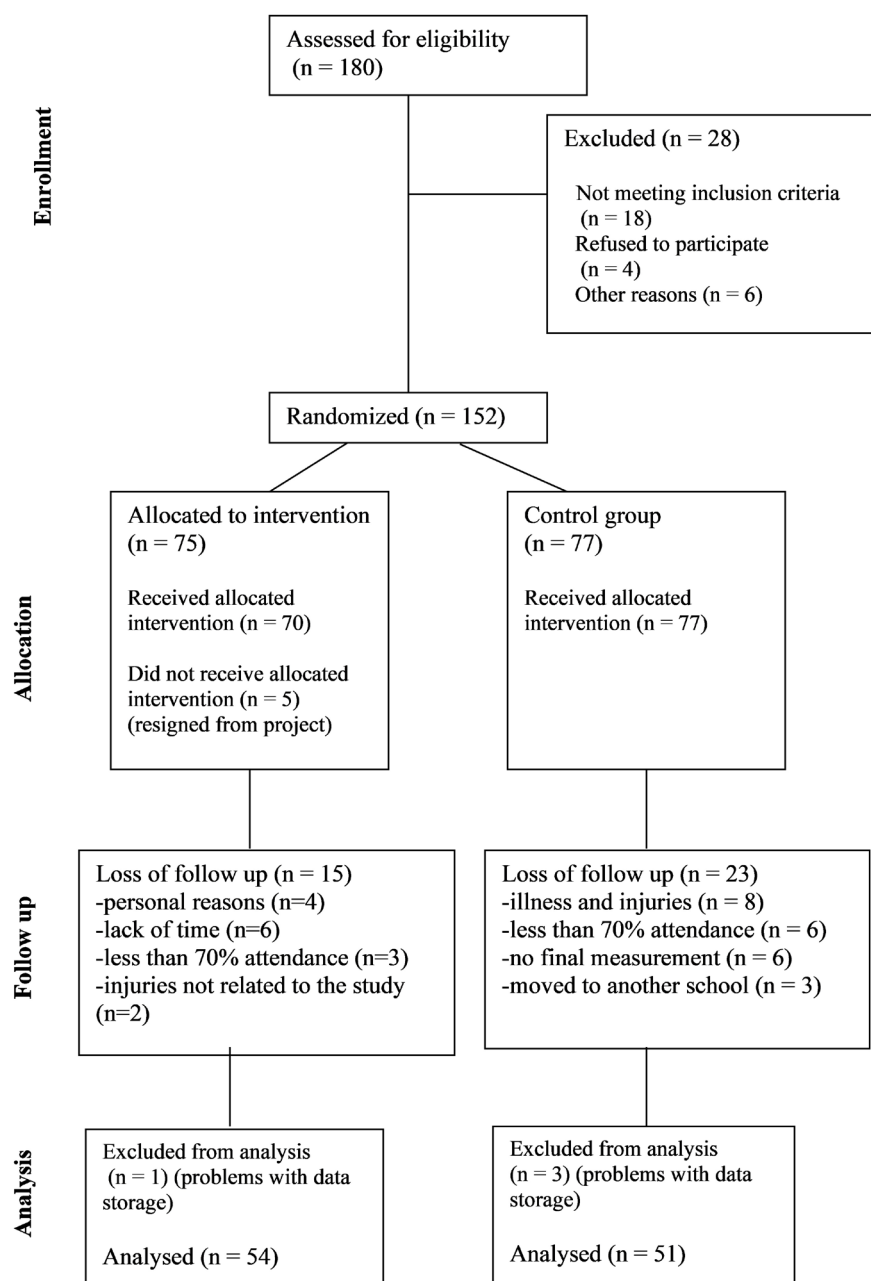 Enrollment
Assessed for eligibility
(n = 180)
Excluded (n = 28)
Not meeting inclusion criteria
(n = 18)
Refused to participate
(n = 4)
Other reasons (n = 6)
Randomized (n = 152)
Allocation
Allocated to intervention
(n = 75)
Received allocated
intervention (n = 70)
Did not receive allocated
intervention (n = 5)
(resigned from project)
Control group
(n = 77)
Received allocated
intervention (n = 77)
Follow up
Loss of follow up (n = 15)
-personal reasons (n=4)
-lack of time (n=6)
-less than 70% attendance (n=3)
-injuries not related to the study
(n=2)
Loss of follow up (n = 23)
-illness and injuries (n = 8)
-less than 70% attendance (n = 6)
-no final measurement (n = 6)
-moved to another school (n = 3)
Analysis
Excluded from analysis
(n = 1) (problems with data
storage)
Analysed (n = 54)
Excluded from analysis
(n = 3) (problems with data
storage)
Analysed (n = 51)